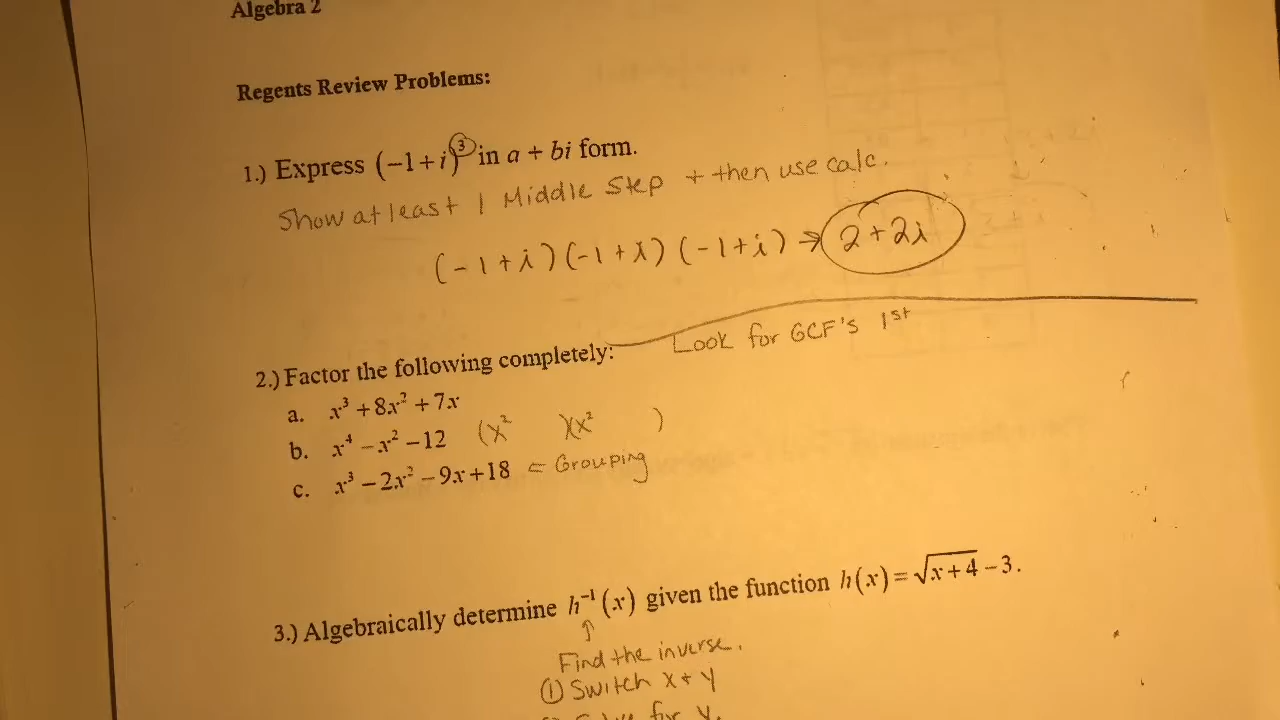 Algebra 2
Regents Review Problems:
1.) Express (−1+i)³ in a + bi form.
Show at least 1 Middle Step + then use calc.
(-1+i)(-1+i)(-1+i) → 2+2i
2.) Factor the following completely: Look for GCF's 1st
a. x³ +8x² +7x
b. x⁴ −x² −12 (x² )(x² )
c. x³ −2x² −9x+18 = Grouping
3.) Algebraically determine h⁻¹(x) given the function h(x)=√x+4 −3.
↑
Find the inverse.
① Switch x + y
for y.